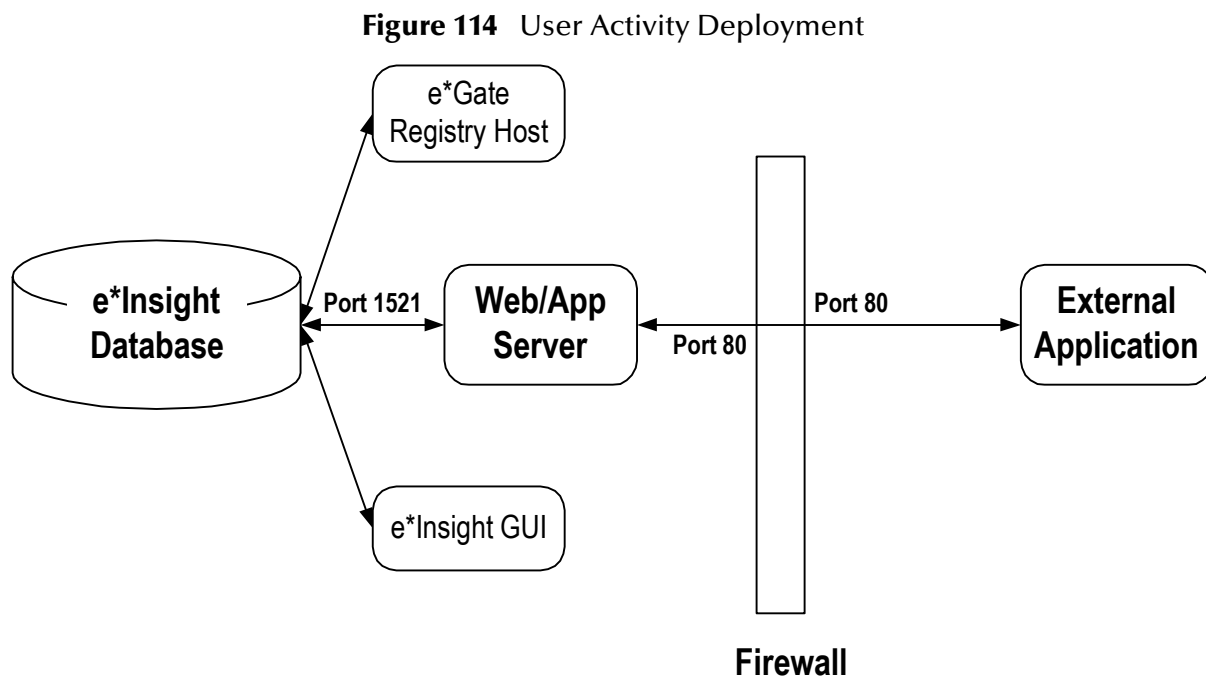 Figure 114 User Activity Deployment
e*Gate
Registry Host
e*Insight
Database
Port 1521
Web/App
Server
Port 80
Port 80
External
Application
e*Insight GUI
Firewall